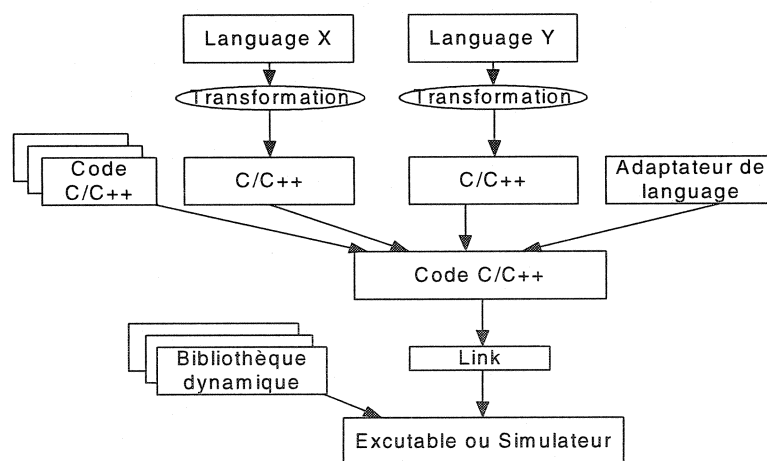 Language X
Language Y
Transformation
Transformation
Code
C/C++
C/C++
C/C++
Adaptateur de
language
Code C/C++
Bibliothèque
dynamique
Link
Excutable ou Simulateur